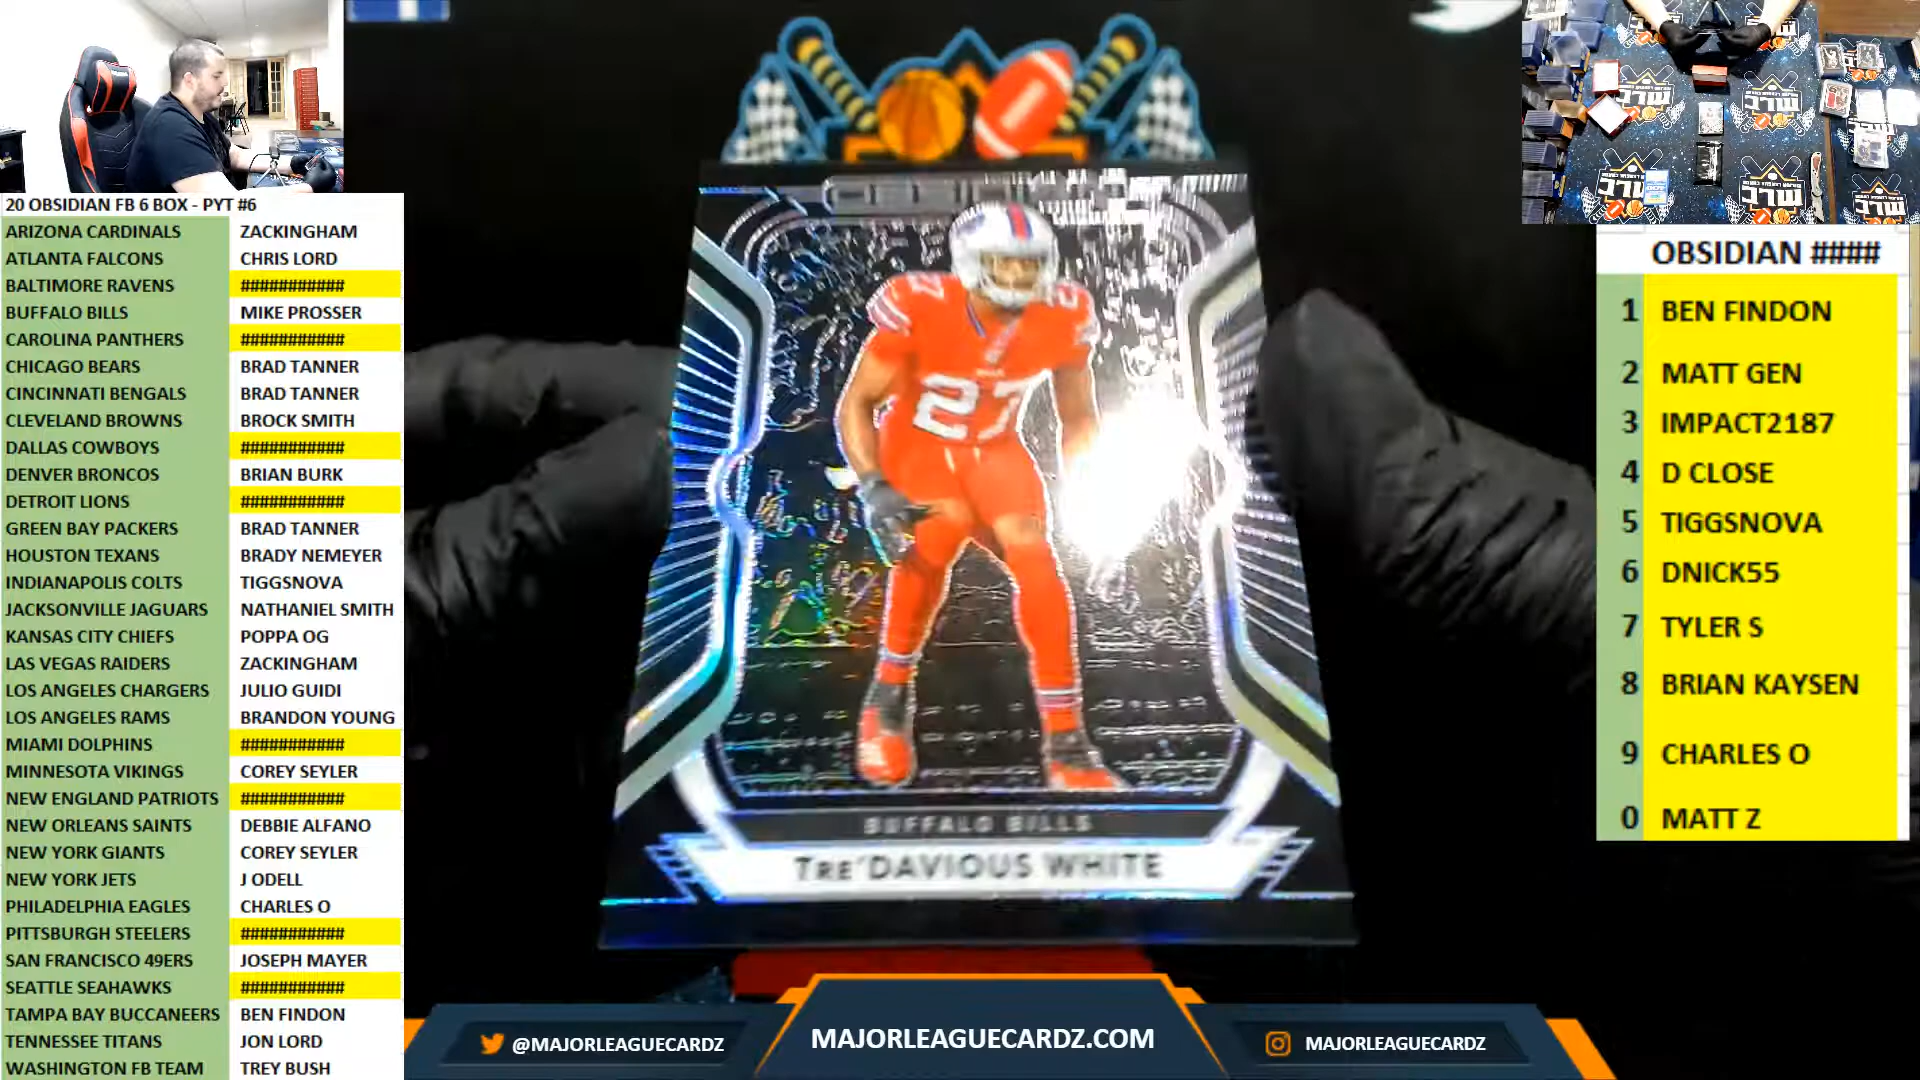 20 OBSIDIAN FB 6 BOX - PYT #6
ARIZONA CARDINALS ZACKINGHAM
ATLANTA FALCONS CHRIS LORD
BALTIMORE RAVENS ###########
BUFFALO BILLS MIKE PROSSER
CAROLINA PANTHERS ###########
CHICAGO BEARS BRAD TANNER
CINCINNATI BENGALS BRAD TANNER
CLEVELAND BROWNS BROCK SMITH
DALLAS COWBOYS ###########
DENVER BRONCOS BRIAN BURK
DETROIT LIONS ###########
GREEN BAY PACKERS BRAD TANNER
HOUSTON TEXANS BRADY NEMEYER
INDIANAPOLIS COLTS TIGGSNOVA
JACKSONVILLE JAGUARS NATHANIEL SMITH
KANSAS CITY CHIEFS POPPA OG
LAS VEGAS RAIDERS ZACKINGHAM
LOS ANGELES CHARGERS JULIO GUIDI
LOS ANGELES RAMS BRANDON YOUNG
MIAMI DOLPHINS ###########
MINNESOTA VIKINGS COREY SEYLER
NEW ENGLAND PATRIOTS ###########
NEW ORLEANS SAINTS DEBBIE ALFANO
NEW YORK GIANTS COREY SEYLER
NEW YORK JETS J ODELL
PHILADELPHIA EAGLES CHARLES O
PITTSBURGH STEELERS ###########
SAN FRANCISCO 49ERS JOSEPH MAYER
SEATTLE SEAHAWKS ###########
TAMPA BAY BUCCANEERS BEN FINDON
TENNESSEE TITANS JON LORD
WASHINGTON FB TEAM TREY BUSH
27
27
BUFFALO BILLS
TRE'DAVIOUS WHITE
@MAJORLEAGUECARDZ
MAJORLEAGUECARDZ.COM
MAJORLEAGUECARDZ
OBSIDIAN ####
1 BEN FINDON
2 MATT GEN
3 IMPACT2187
4 D CLOSE
5 TIGGSNOVA
6 DNICK55
7 TYLER S
8 BRIAN KAYSEN
9 CHARLES O
0 MATT Z